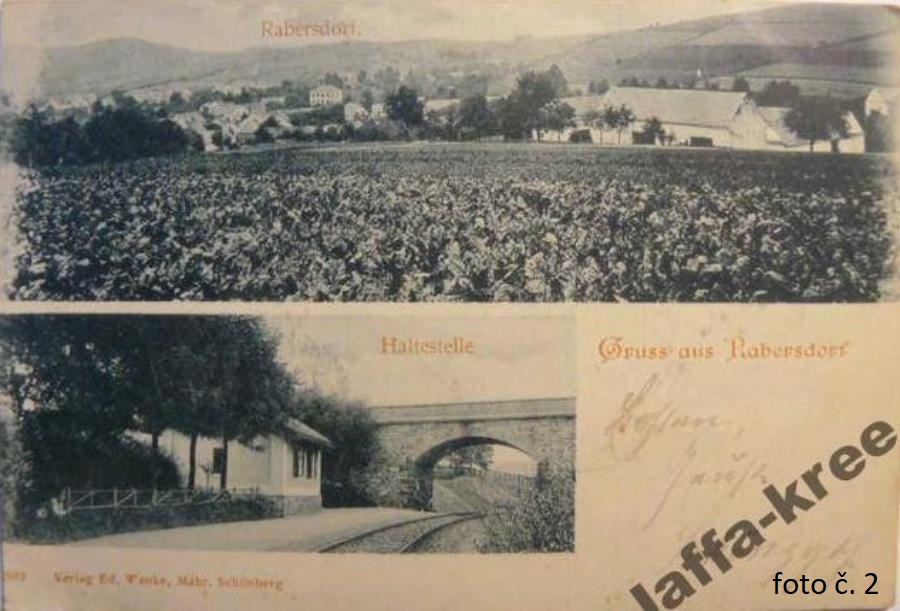 Rabersdorf.
Haltestelle
Gruss aus Rabersdorf
Verlag Ed. Wanke, Mähr. Schönberg
laffa-kree
foto č. 2